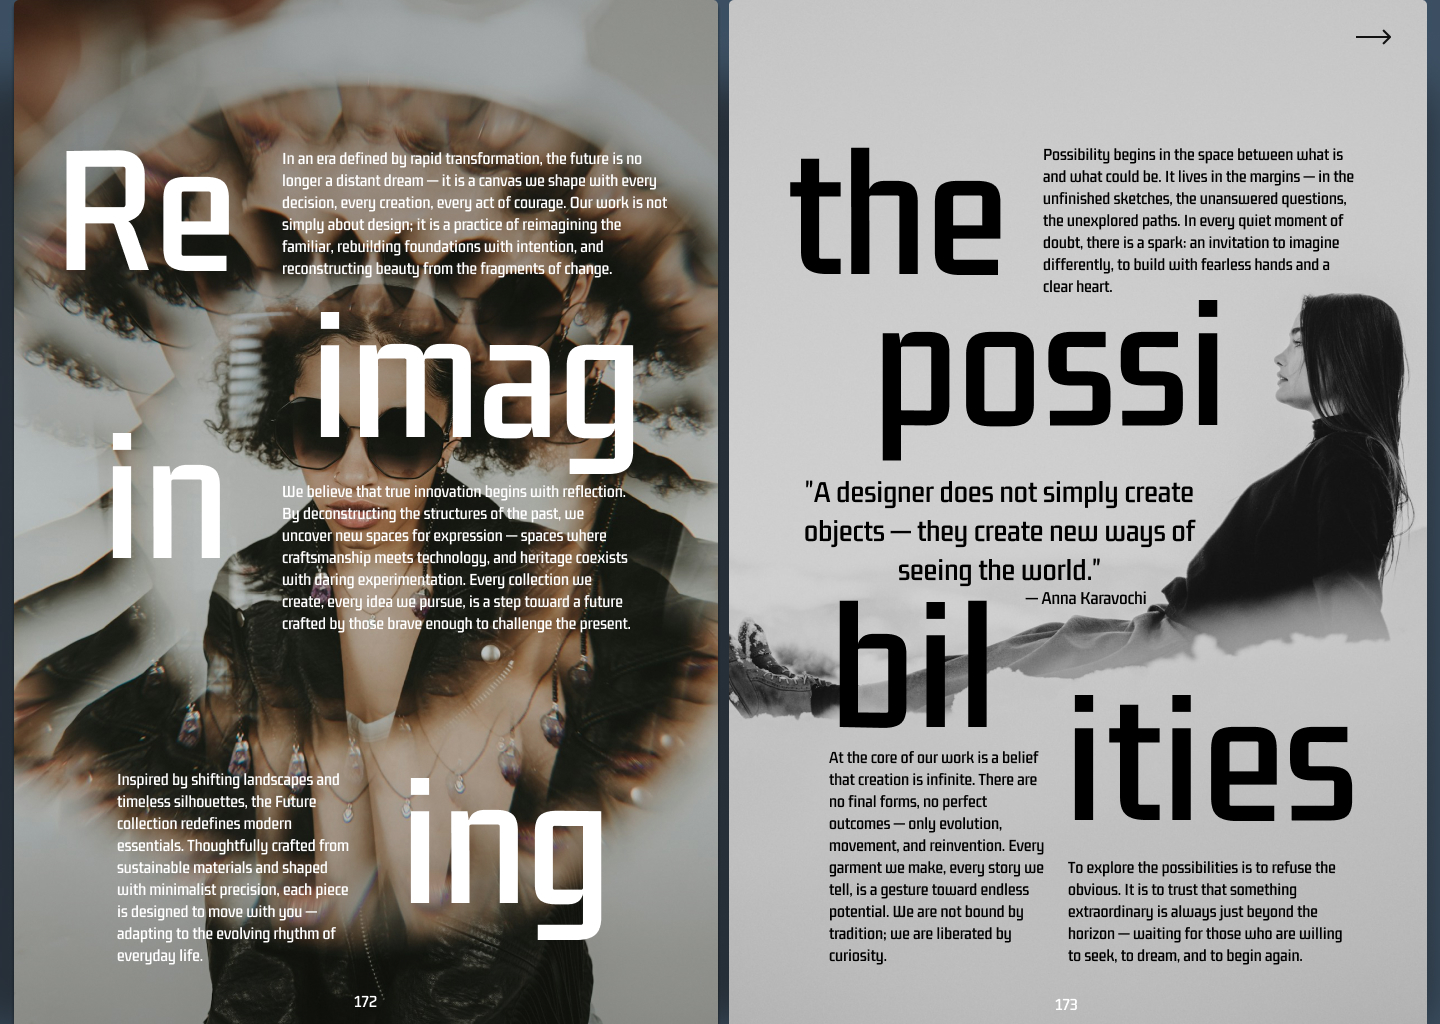 Re
In an era defined by rapid transformation, the future is no
longer a distant dream — it is a canvas we shape with every
decision, every creation, every act of courage. Our work is not
simply about design; it is a practice of reimagining the
familiar, rebuilding foundations with intention, and
reconstructing beauty from the fragments of change.
imag
in
We believe that true innovation begins with reflection.
By deconstructing the structures of the past, we
uncover new spaces for expression — spaces where
craftsmanship meets technology, and heritage coexists
with daring experimentation. Every collection we
create, every idea we pursue, is a step toward a future
crafted by those brave enough to challenge the present.
Inspired by shifting landscapes and
timeless silhouettes, the Future
collection redefines modern
essentials. Thoughtfully crafted from
sustainable materials and shaped
with minimalist precision, each piece
is designed to move with you —
adapting to the evolving rhythm of
everyday life.
ing
172
the
Possibility begins in the space between what is
and what could be. It lives in the margins — in the
unfinished sketches, the unanswered questions,
the unexplored paths. In every quiet moment of
doubt, there is a spark: an invitation to imagine
differently, to build with fearless hands and a
clear heart.
possi
"A designer does not simply create
objects — they create new ways of
seeing the world."
— Anna Karavochi
bil
ities
At the core of our work is a belief
that creation is infinite. There are
no final forms, no perfect
outcomes — only evolution,
movement, and reinvention. Every
garment we make, every story we
tell, is a gesture toward endless
potential. We are not bound by
tradition; we are liberated by
curiosity.
To explore the possibilities is to refuse the
obvious. It is to trust that something
extraordinary is always just beyond the
horizon — waiting for those who are willing
to seek, to dream, and to begin again.
173